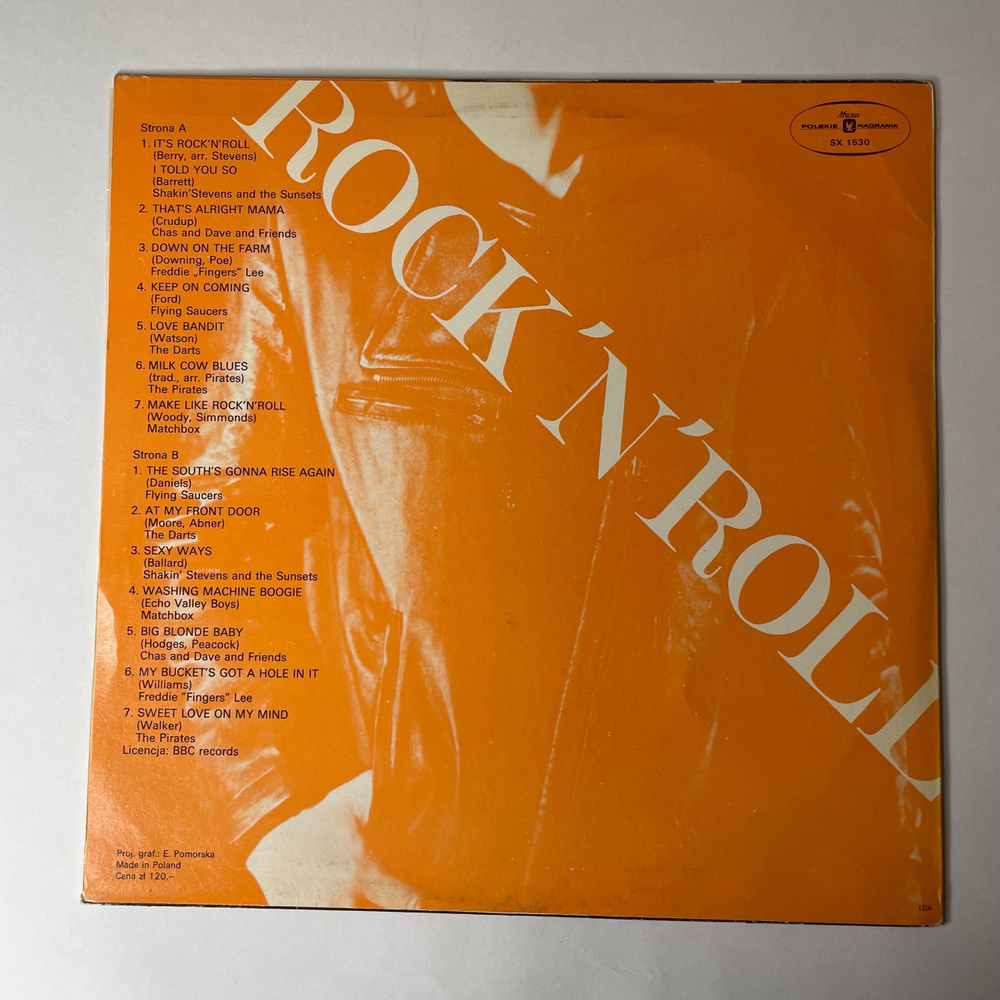 ROCK'N'ROLL
Muza
POLSKIE NAGRANIA
SX 1530
Strona A
1. IT'S ROCK'N'ROLL
(Berry, arr. Stevens)
I TOLD YOU SO
(Barrett)
Shakin'Stevens and the Sunsets
2. THAT'S ALRIGHT MAMA
(Crudup)
Chas and Dave and Friends
3. DOWN ON THE FARM
(Downing, Poe)
Freddie „Fingers” Lee
4. KEEP ON COMING
(Ford)
Flying Saucers
5. LOVE BANDIT
(Watson)
The Darts
6. MILK COW BLUES
(trad., arr. Pirates)
The Pirates
7. MAKE LIKE ROCK'N'ROLL
(Woody, Simmonds)
Matchbox
Strona B
1. THE SOUTH'S GONNA RISE AGAIN
(Daniels)
Flying Saucers
2. AT MY FRONT DOOR
(Moore, Abner)
The Darts
3. SEXY WAYS
(Ballard)
Shakin' Stevens and the Sunsets
4. WASHING MACHINE BOOGIE
(Echo Valley Boys)
Matchbox
5. BIG BLONDE BABY
(Hodges, Peacock)
Chas and Dave and Friends
6. MY BUCKET'S GOT A HOLE IN IT
(Williams)
Freddie "Fingers" Lee
7. SWEET LOVE ON MY MIND
(Walker)
The Pirates
Licencja: BBC records
Proj. graf.: E. Pomorska
Made in Poland
Cena zł 120,–
ŁDA